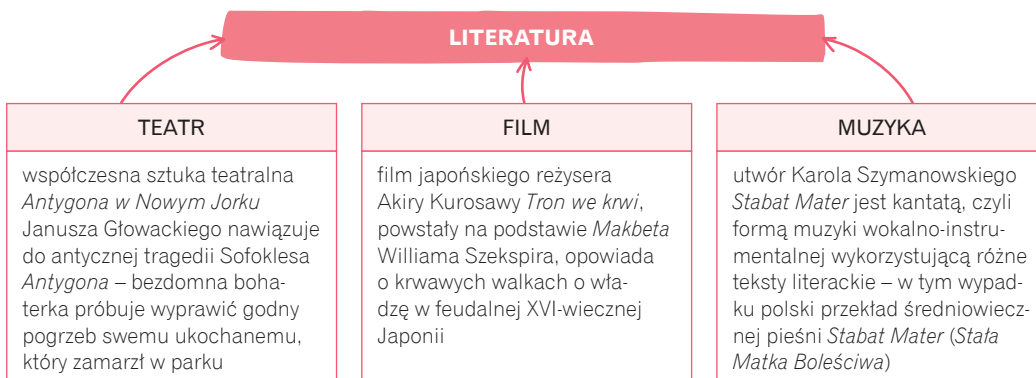 LITERATURA
TEATR
współczesna sztuka teatralna
Antygona w Nowym Jorku
Janusza Głowackiego nawiązuje
do antycznej tragedii Sofoklesa
Antygona – bezdomna boha-
terka próbuje wyprawić godny
pogrzeb swemu ukochanemu,
który zamarzł w parku
FILM
film japońskiego reżysera
Akiry Kurosawy Tron we krwi,
powstały na podstawie Makbeta
Williama Szekspira, opowiada
o krwawych walkach o wła-
dzę w feudalnej XVI-wiecznej
Japonii
MUZYKA
utwór Karola Szymanowskiego
Stabat Mater jest kantatą, czyli
formą muzyki wokalno-instru-
mentalnej wykorzystującą różne
teksty literackie – w tym wypad-
ku polski przekład średniowiecz-
nej pieśni Stabat Mater (Stała
Matka Boleściwa)